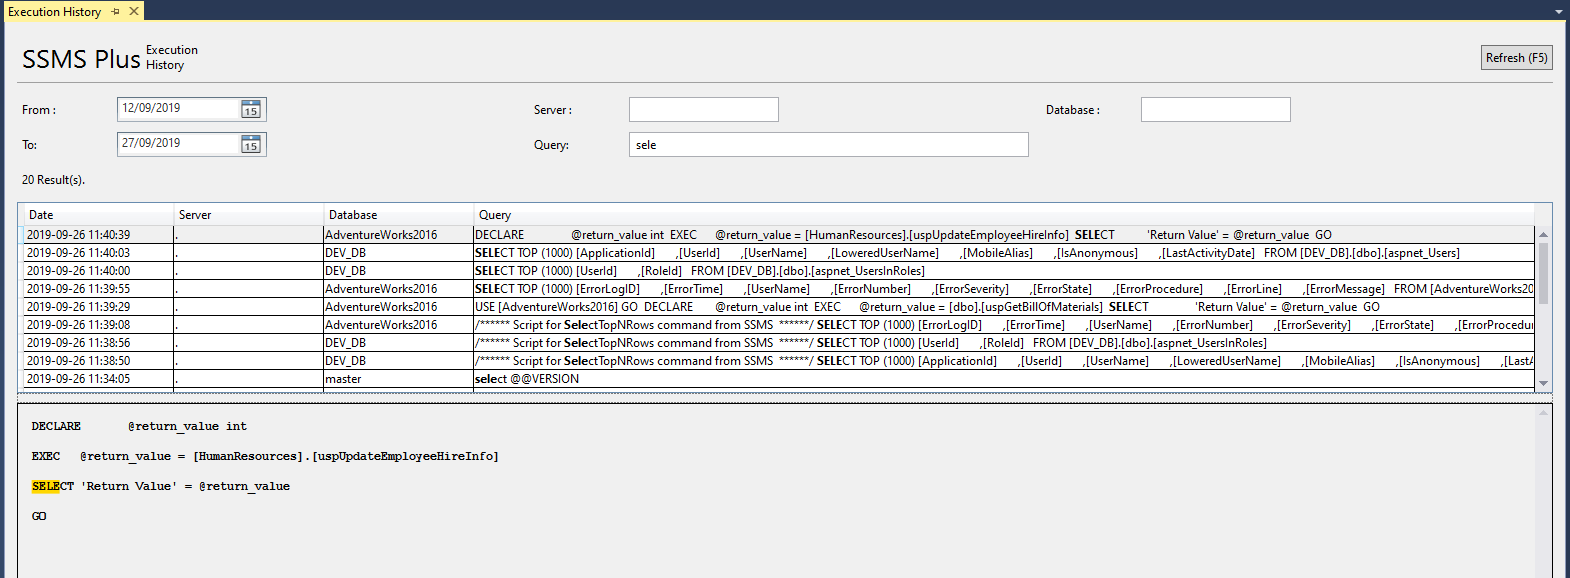 Execution History
SSMS Plus Execution History
Refresh (F5)
From : 12/09/2019 15 Server : Database :
To: 27/09/2019 15 Query: sele
20 Result(s).
Date Server Database Query
2019-09-26 11:40:39 . AdventureWorks2016 DECLARE @return_value int EXEC @return_value = [HumanResources].[uspUpdateEmployeeHireInfo] SELECT 'Return Value' = @return_value GO
2019-09-26 11:40:03 . DEV_DB SELECT TOP (1000) [ApplicationId] ,[UserId] ,[UserName] ,[LoweredUserName] ,[MobileAlias] ,[IsAnonymous] ,[LastActivityDate] FROM [DEV_DB].[dbo].[aspnet_Users]
2019-09-26 11:40:00 . DEV_DB SELECT TOP (1000) [UserId] ,[RoleId] FROM [DEV_DB].[dbo].[aspnet_UsersInRoles]
2019-09-26 11:39:55 . AdventureWorks2016 SELECT TOP (1000) [ErrorLogID] ,[ErrorTime] ,[UserName] ,[ErrorNumber] ,[ErrorSeverity] ,[ErrorState] ,[ErrorProcedure] ,[ErrorLine] ,[ErrorMessage] FROM [AdventureWorks20
2019-09-26 11:39:29 . AdventureWorks2016 USE [AdventureWorks2016] GO DECLARE @return_value int EXEC @return_value = [dbo].[uspGetBillOfMaterials] SELECT 'Return Value' = @return_value GO
2019-09-26 11:39:08 . AdventureWorks2016 /****** Script for SelectTopNRows command from SSMS ******/ SELECT TOP (1000) [ErrorLogID] ,[ErrorTime] ,[UserName] ,[ErrorNumber] ,[ErrorSeverity] ,[ErrorState] ,[ErrorProcedu
2019-09-26 11:38:56 . DEV_DB /****** Script for SelectTopNRows command from SSMS ******/ SELECT TOP (1000) [UserId] ,[RoleId] FROM [DEV_DB].[dbo].[aspnet_UsersInRoles]
2019-09-26 11:38:50 . DEV_DB /****** Script for SelectTopNRows command from SSMS ******/ SELECT TOP (1000) [ApplicationId] ,[UserId] ,[UserName] ,[LoweredUserName] ,[MobileAlias] ,[IsAnonymous] ,[Last
2019-09-26 11:34:05 . master select @@VERSION
DECLARE @return_value int
EXEC @return_value = [HumanResources].[uspUpdateEmployeeHireInfo]
SELECT 'Return Value' = @return_value
GO